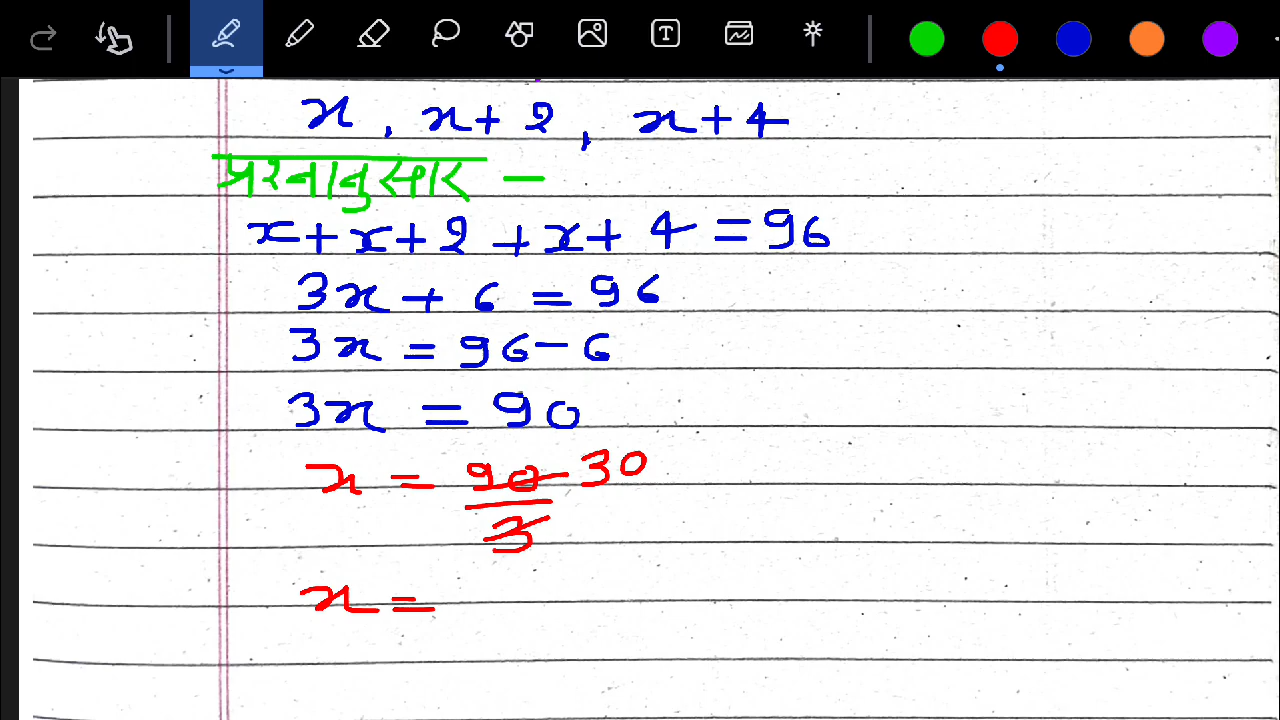 x, x+2, x+4
प्रश्नानुसार —
x+x+2+x+4=96
3x+6=96
3x=96-6
3x=90
x=90/3 30
x=